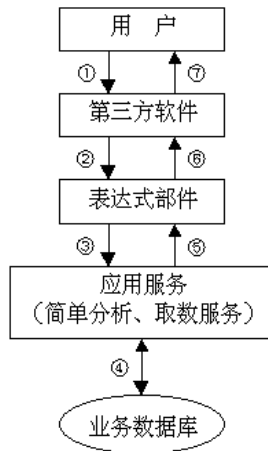 用 户
① ⑦
第三方软件
② ⑥
表达式部件
③ ⑤
应用服务
（简单分析、取数服务）
④
业务数据库